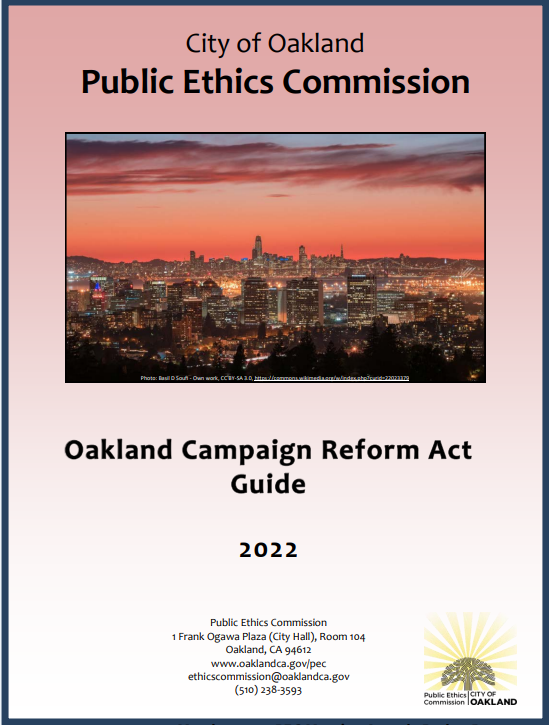 City of Oakland
Public Ethics Commission
Photo: Basil D Soufi - Own work, CC BY-SA 3.0, https://commons.wikimedia.org/w/index.php?curid=22023379
Oakland Campaign Reform Act
Guide
2022
Public Ethics Commission
1 Frank Ogawa Plaza (City Hall), Room 104
Oakland, CA 94612
www.oaklandca.gov/pec
ethicscommission@oaklandca.gov
(510) 238-3593
Public Ethics
Commission
CITY OF
OAKLAND